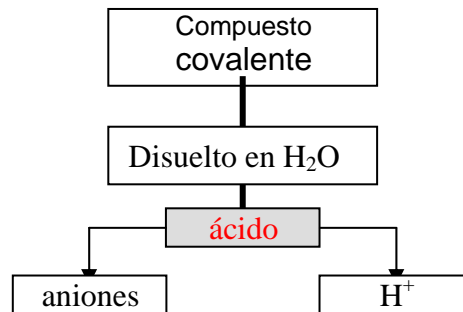 Compuesto
covalente
Disuelto en H₂O
ácido
aniones
H⁺